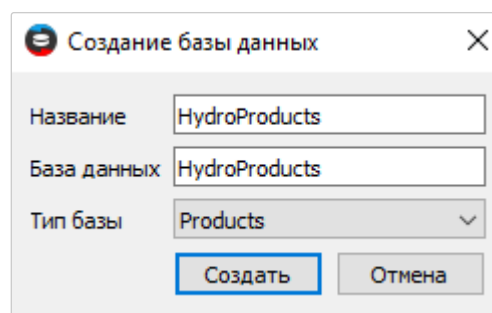 Создание базы данных
Название HydroProducts
База данных HydroProducts
Тип базы Products
Создать Отмена